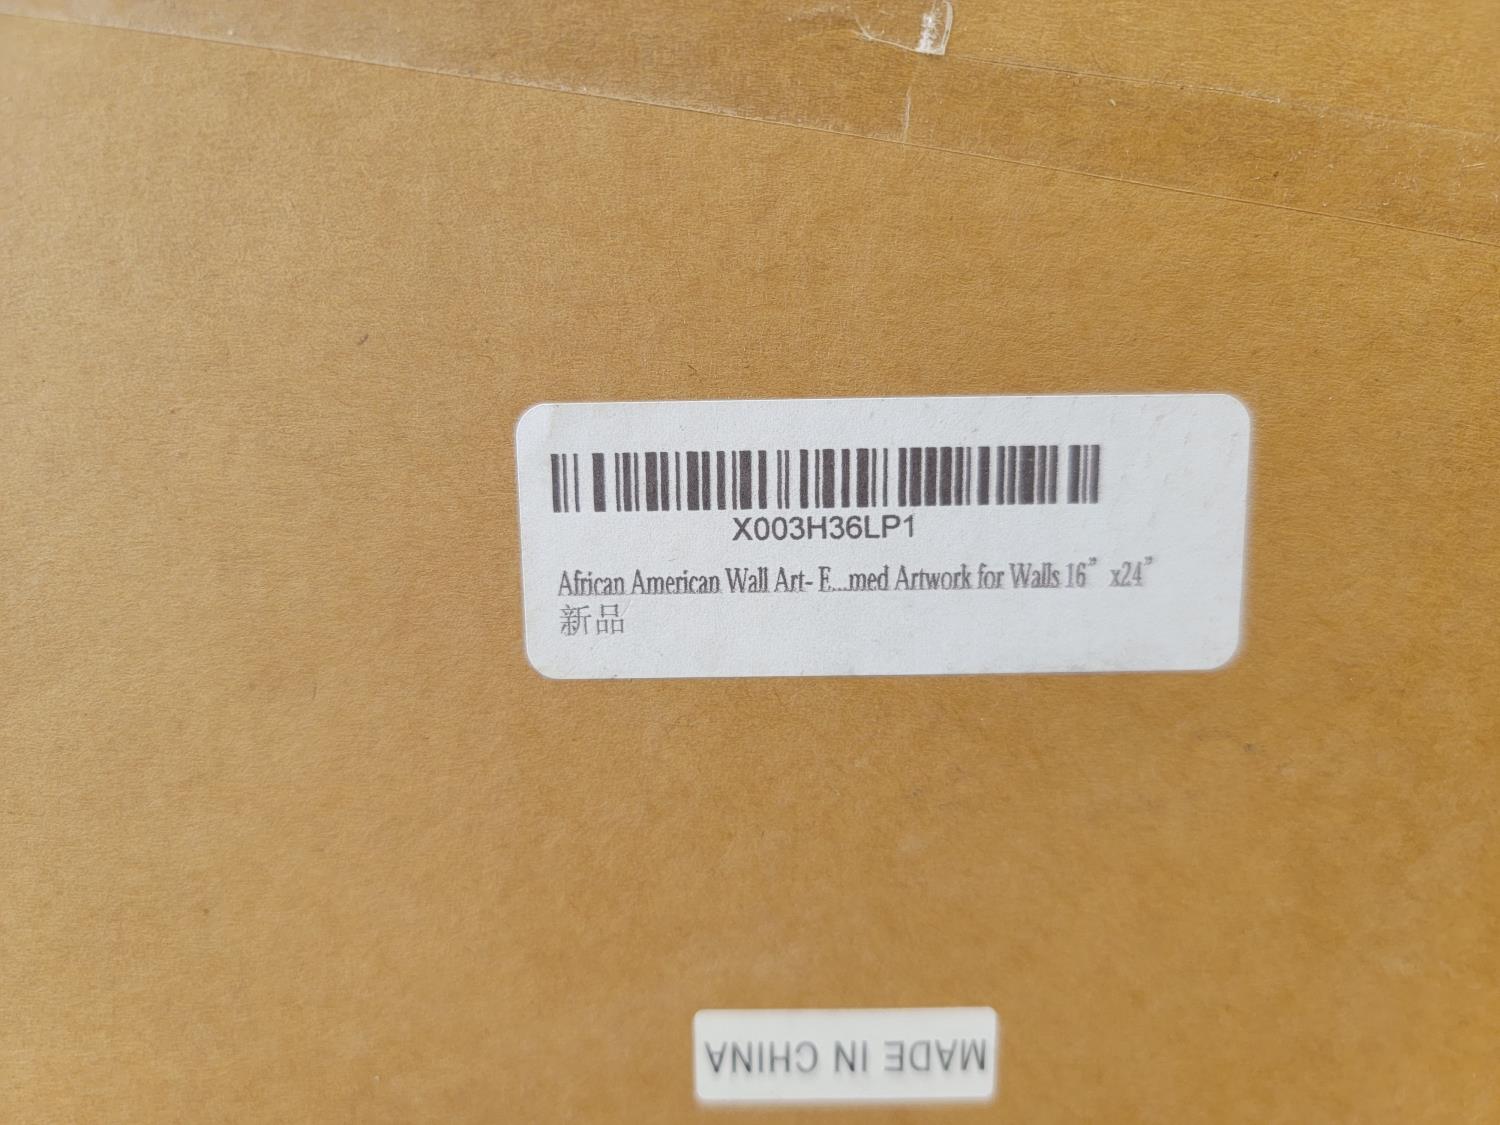 X003H36LP1
African American Wall Art- E...med Artwork for Walls 16” x24”
新品
MADE IN CHINA